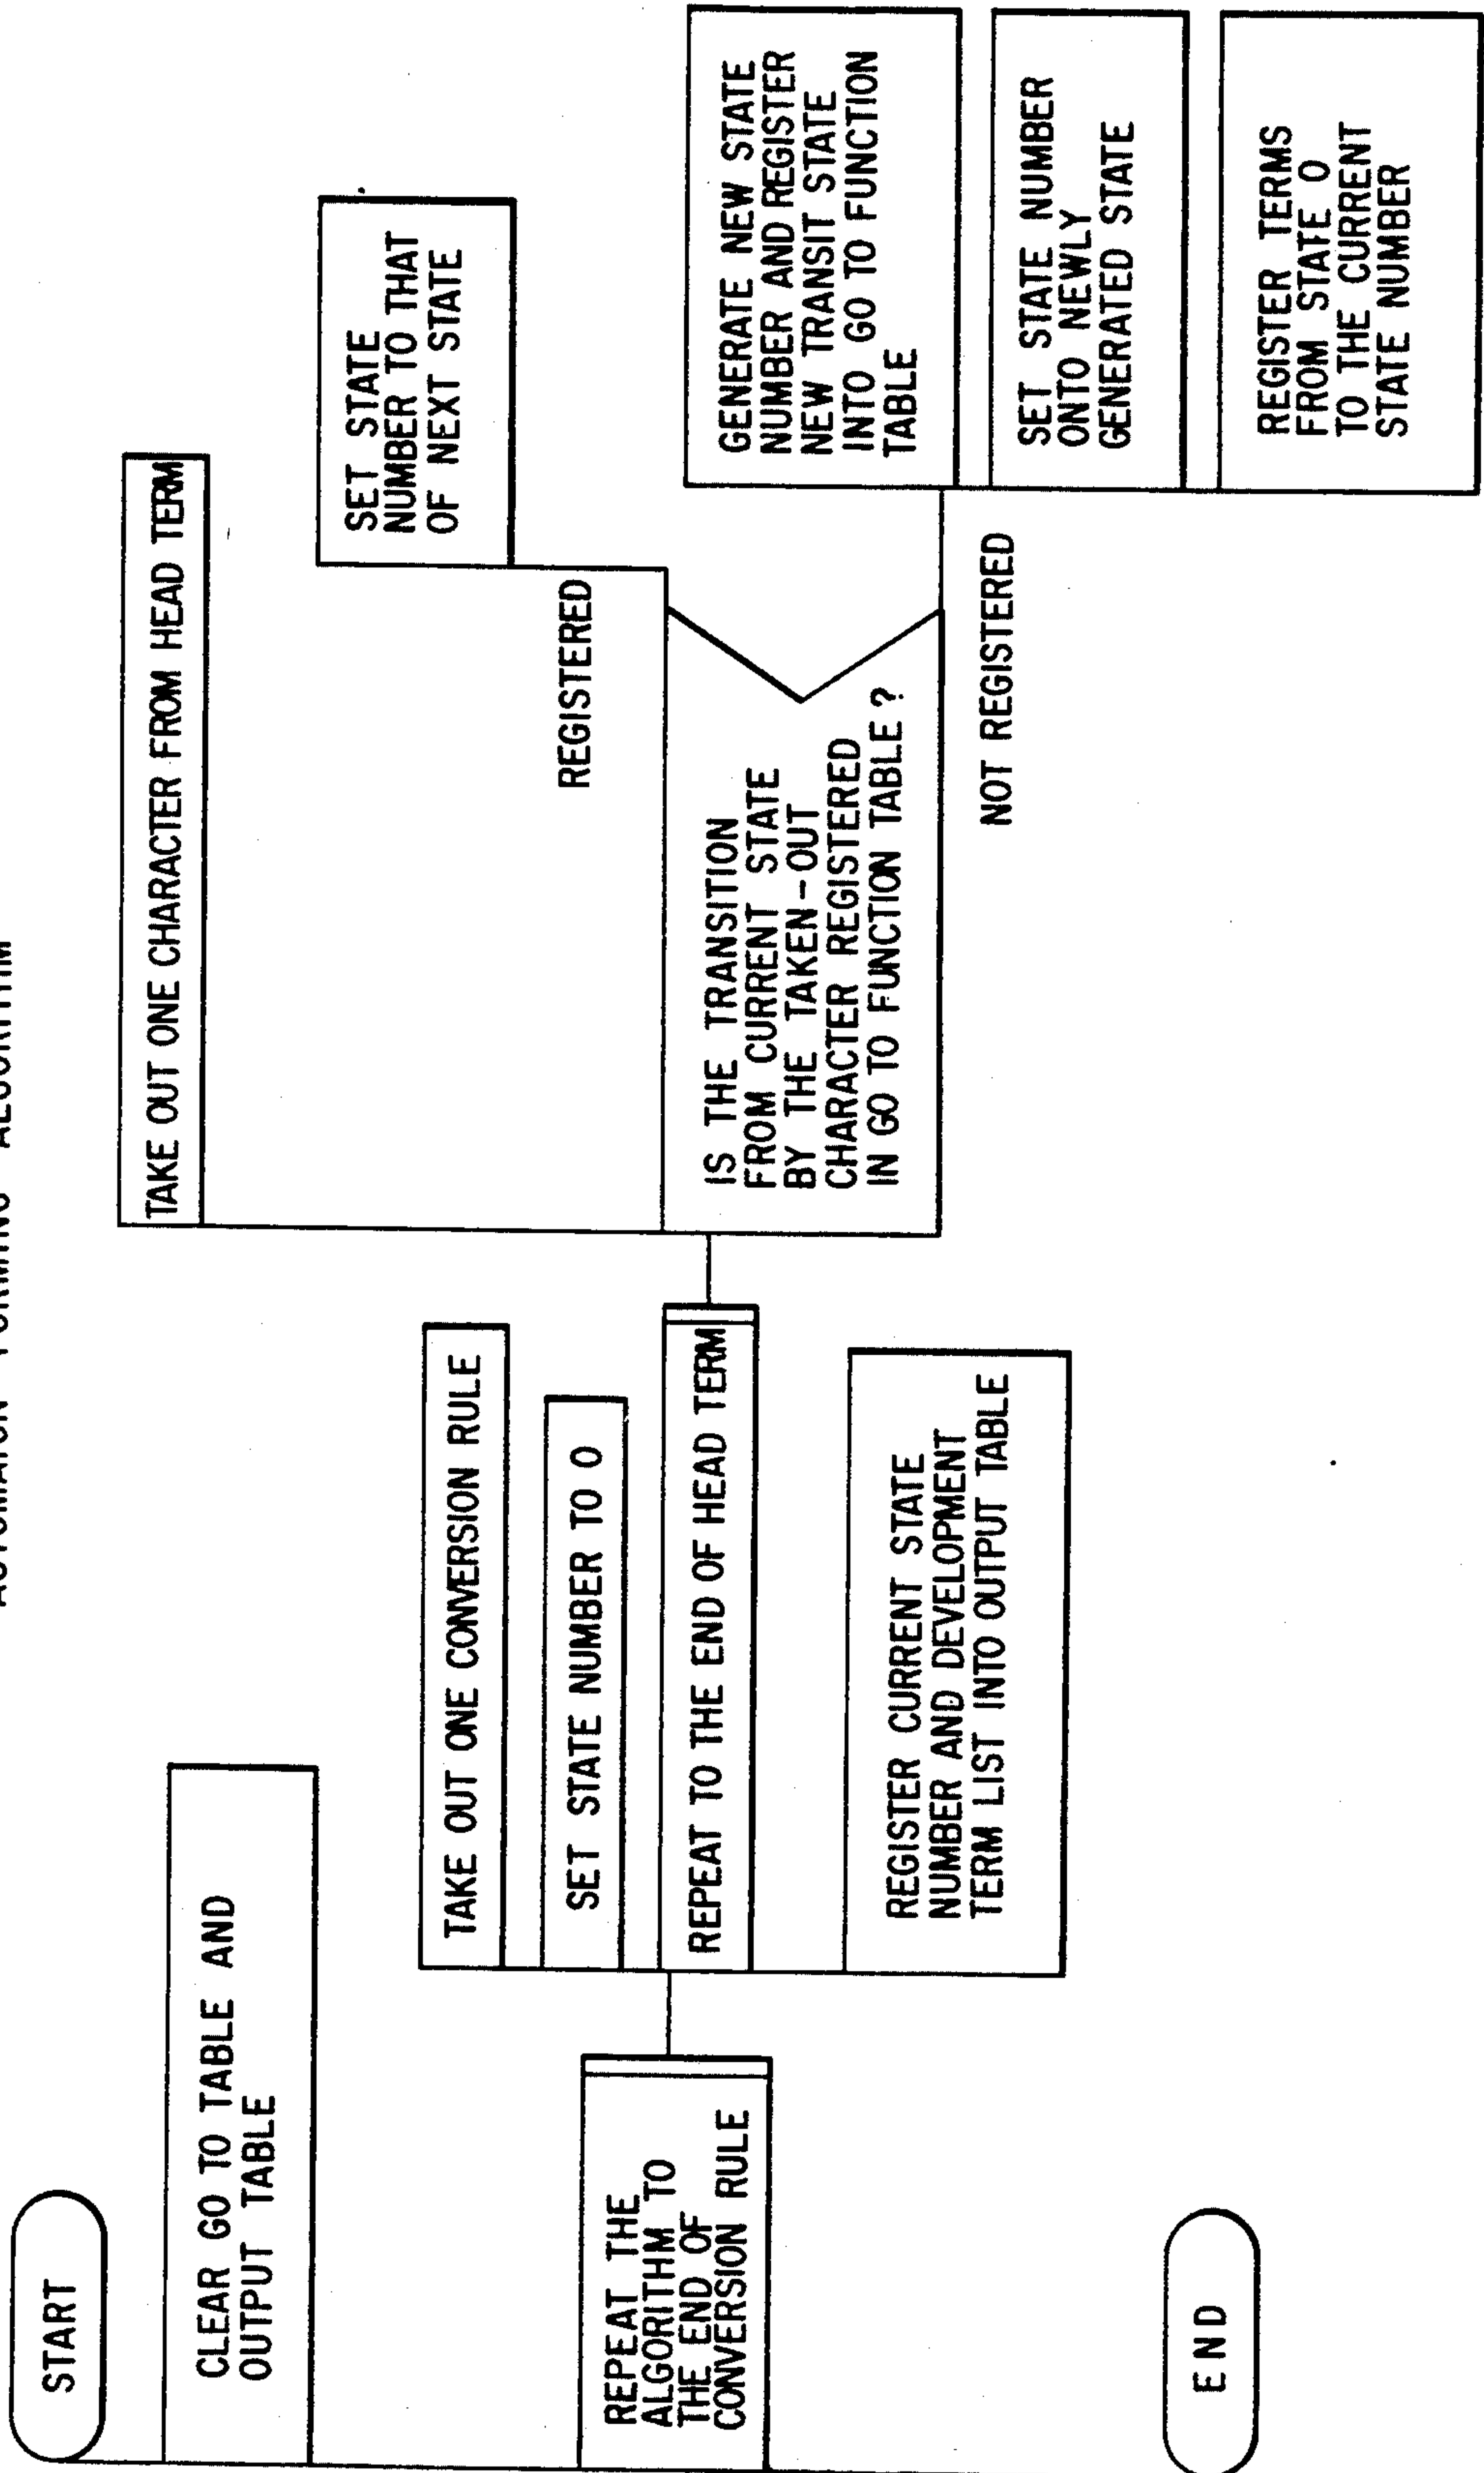 AUTOMATON FORMING ALGORITHM
START
CLEAR GO TO TABLE AND
OUTPUT TABLE
REPEAT THE
ALGORITHM TO
THE END OF
CONVERSION RULE
TAKE OUT ONE CONVERSION RULE
SET STATE NUMBER TO 0
REPEAT TO THE END OF HEAD TERM
TAKE OUT ONE CHARACTER FROM HEAD TERM
IS THE TRANSITION
FROM CURRENT STATE
BY THE TAKEN-OUT
CHARACTER REGISTERED
IN GO TO FUNCTION TABLE ?
REGISTERED
SET STATE
NUMBER TO THAT
OF NEXT STATE
NOT REGISTERED
GENERATE NEW STATE
NUMBER AND REGISTER
NEW TRANSIT STATE
INTO GO TO FUNCTION
TABLE
SET STATE NUMBER
ONTO NEWLY
GENERATED STATE
REGISTER TERMS
FROM STATE 0
TO THE CURRENT
STATE NUMBER
REGISTER CURRENT STATE
NUMBER AND DEVELOPMENT
TERM LIST INTO OUTPUT TABLE
END